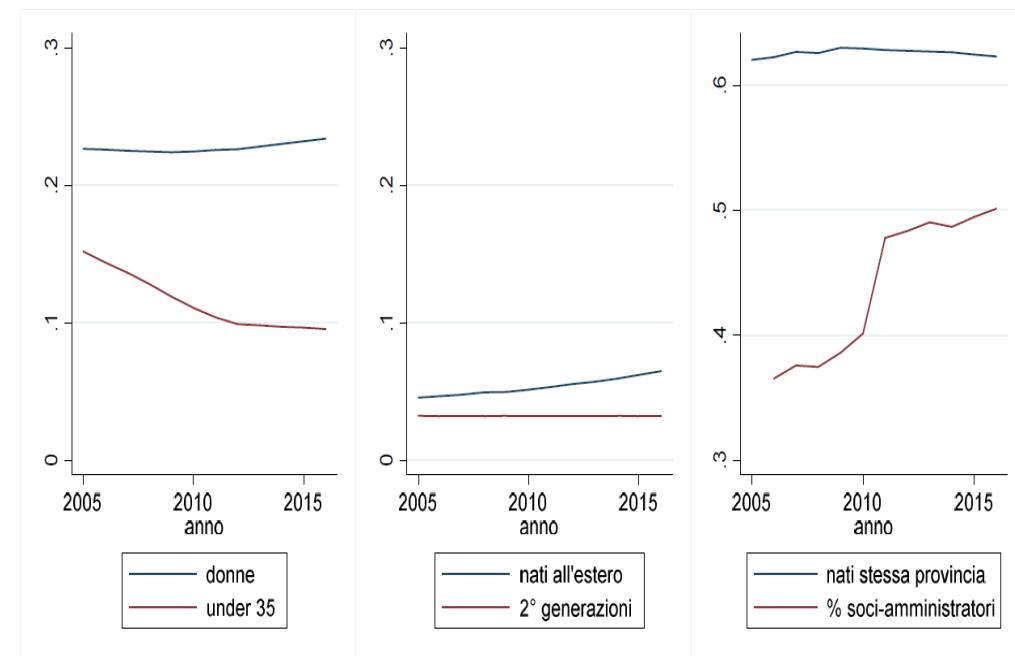 .3
.2
.1
0
2005 2010 2015
anno
donne
under 35
.3
.2
.1
0
2005 2010 2015
anno
nati all'estero
2° generazioni
.6
.5
.4
.3
2005 2010 2015
anno
nati stessa provincia
% soci-amministratori